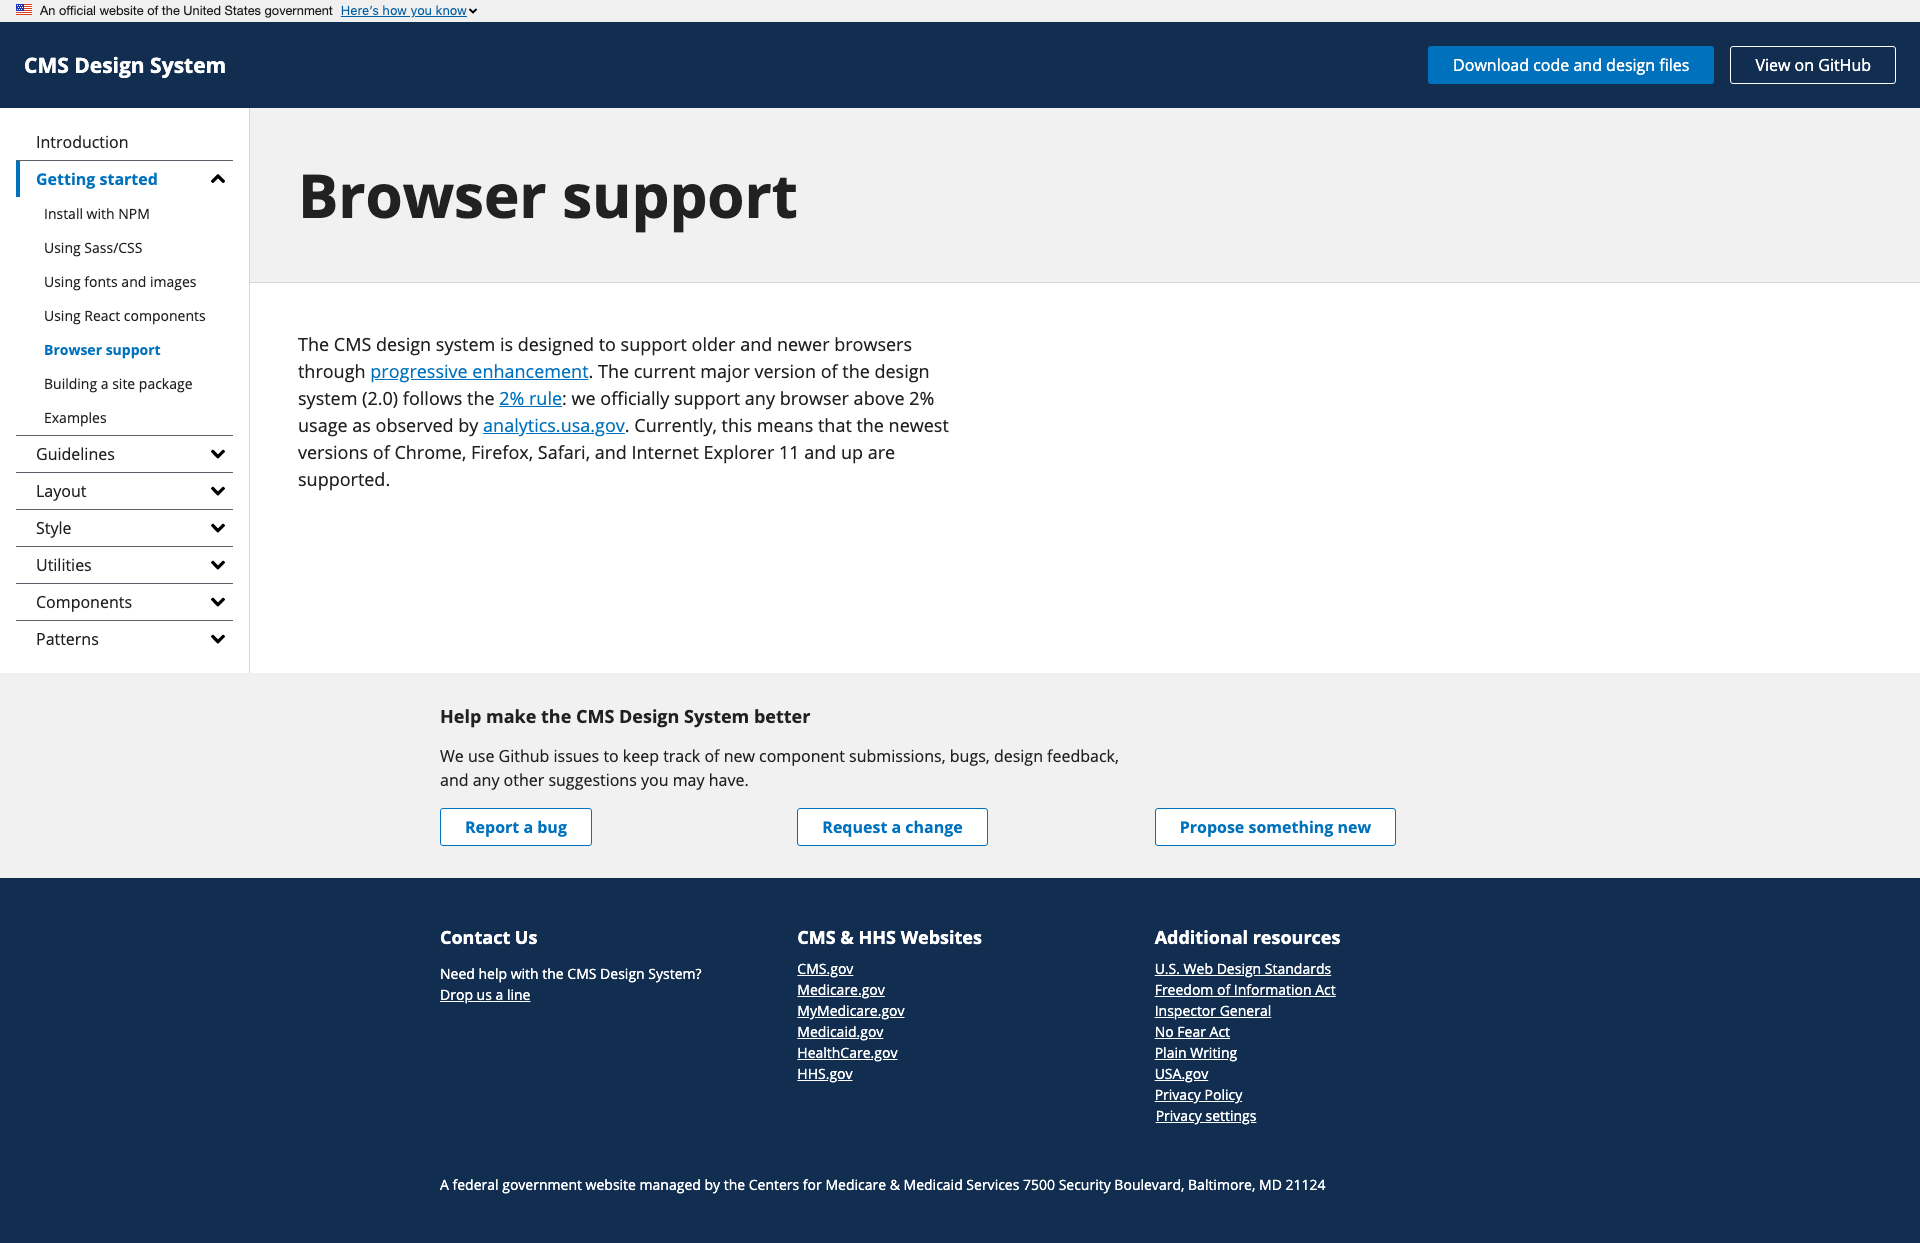 An official website of the United States government Here's how you know
CMS Design System
Download code and design files
View on GitHub
Introduction
Getting started
Install with NPM
Using Sass/CSS
Using fonts and images
Using React components
Browser support
Building a site package
Examples
Guidelines
Layout
Style
Utilities
Components
Patterns
Browser support
The CMS design system is designed to support older and newer browsers
through progressive enhancement. The current major version of the design
system (2.0) follows the 2% rule: we officially support any browser above 2%
usage as observed by analytics.usa.gov. Currently, this means that the newest
versions of Chrome, Firefox, Safari, and Internet Explorer 11 and up are
supported.
Help make the CMS Design System better
We use Github issues to keep track of new component submissions, bugs, design feedback,
and any other suggestions you may have.
Report a bug
Request a change
Propose something new
Contact Us
Need help with the CMS Design System?
Drop us a line
CMS & HHS Websites
CMS.gov
Medicare.gov
MyMedicare.gov
Medicaid.gov
HealthCare.gov
HHS.gov
Additional resources
U.S. Web Design Standards
Freedom of Information Act
Inspector General
No Fear Act
Plain Writing
USA.gov
Privacy Policy
Privacy settings
A federal government website managed by the Centers for Medicare & Medicaid Services 7500 Security Boulevard, Baltimore, MD 21124